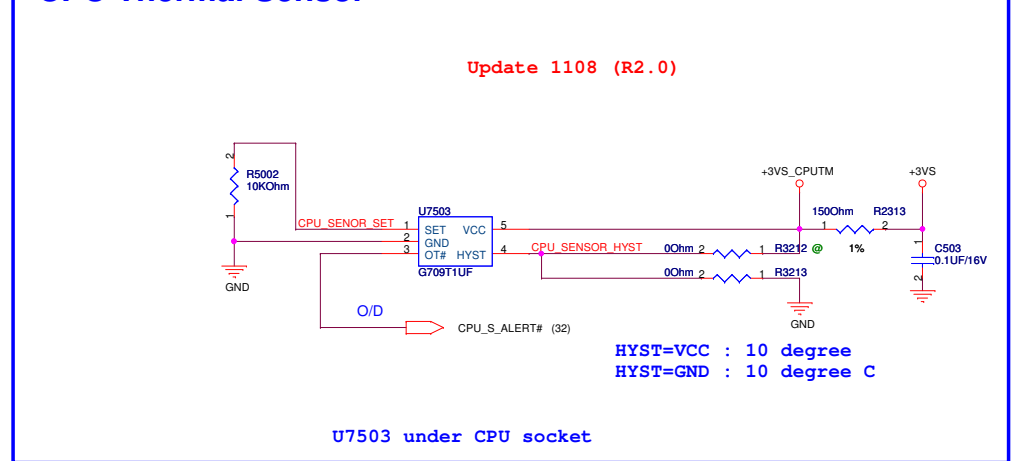 CPU Thermal Sensor
Update 1108 (R2.0)
2
R5002
10KOhm
1
GND
+3VS_CPUTM
+3VS
150Ohm
R2313
1
2
1%
1
C503
0.1UF/16V
2
U7503
CPU_SENOR_SET
1
SET
VCC
5
2
GND
3
OT#
HYST
4
G709T1UF
CPU_SENSOR_HYST
0Ohm
2
1
R3212
@
0Ohm
2
1
R3213
GND
O/D
CPU_S_ALERT# (32)
HYST=VCC : 10 degree
HYST=GND : 10 degree C
U7503 under CPU socket